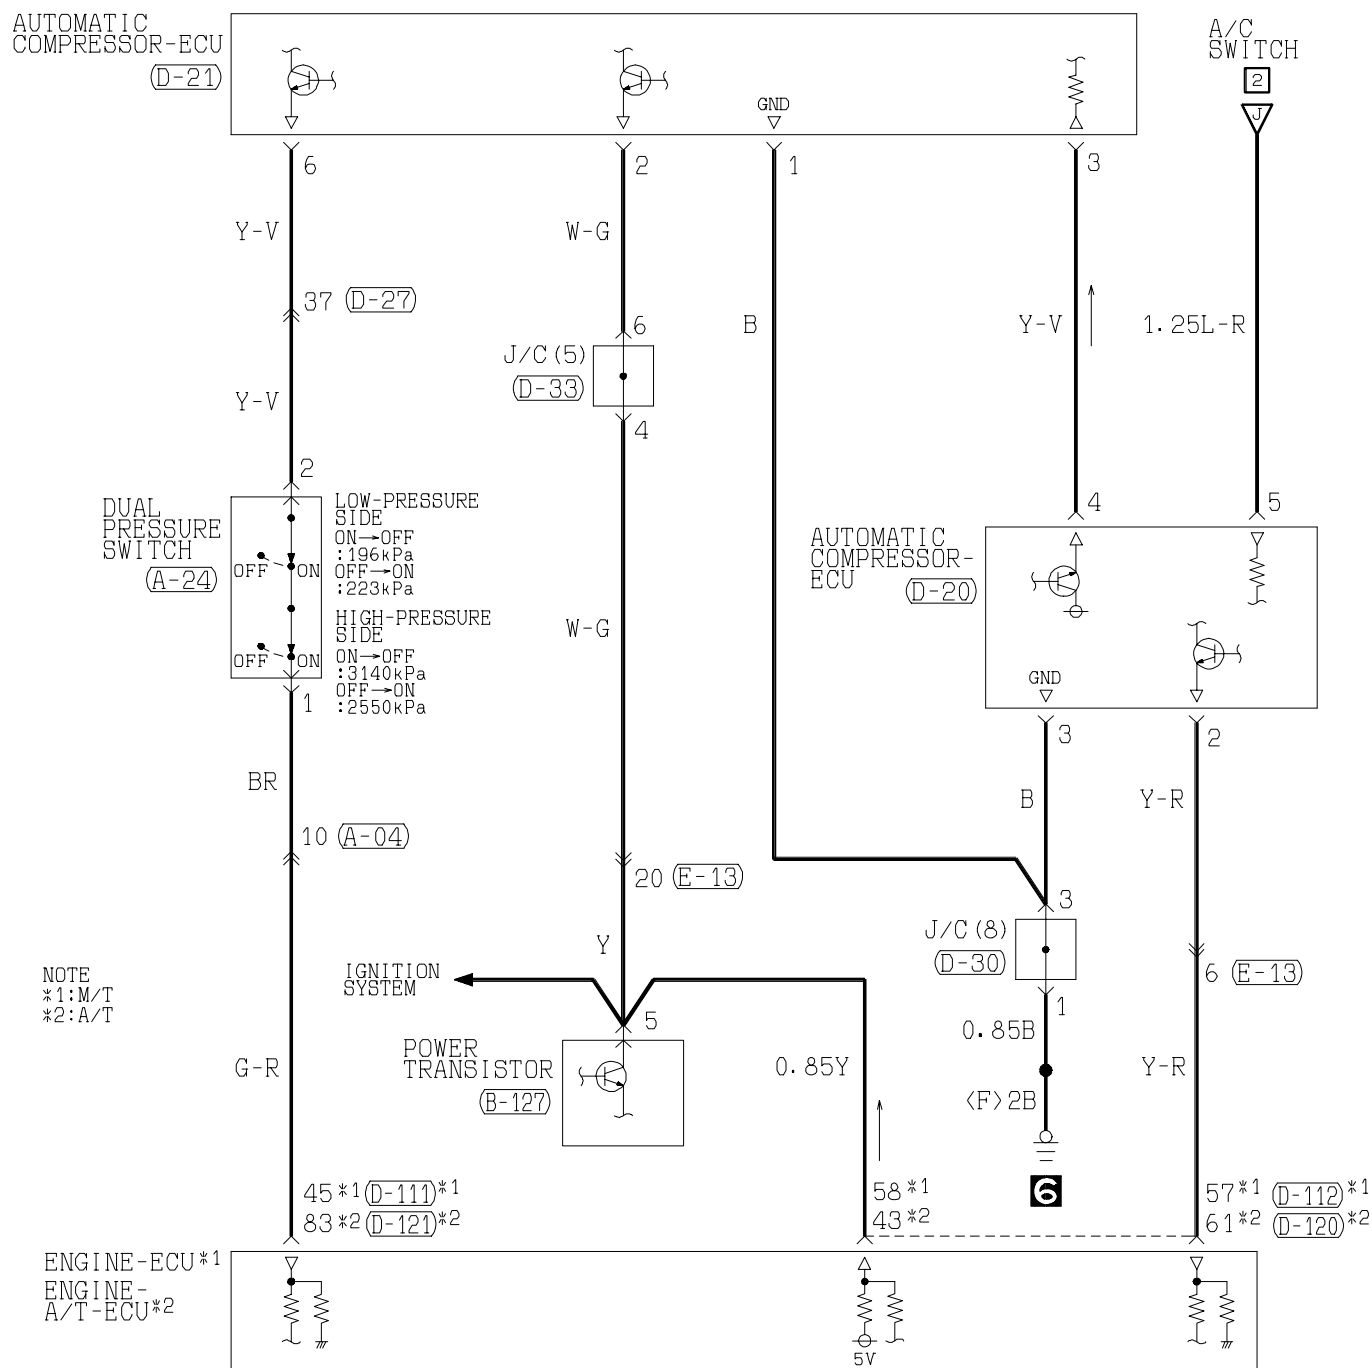 AUTOMATIC
COMPRESSOR-ECU
D-21
GND
A/C
SWITCH
2
J
6
2
1
3
Y-V
W-G
37 D-27
6
B
Y-V
1.25L-R
J/C(5)
D-33
Y-V
4
2
DUAL
PRESSURE
SWITCH
A-24
OFF
ON
OFF
ON
LOW-PRESSURE
SIDE
ON→OFF
:196kPa
OFF→ON
:223kPa
HIGH-PRESSURE
SIDE
ON→OFF
:3140kPa
OFF→ON
:2550kPa
4
5
AUTOMATIC
COMPRESSOR-
ECU
D-20
W-G
GND
1
3
2
BR
B
Y-R
10 A-04
20 E-13
3
J/C(8)
D-30
Y
NOTE
*1:M/T
*2:A/T
IGNITION
SYSTEM
6 E-13
5
1
POWER
TRANSISTOR
B-127
G-R
0.85Y
0.85B
Y-R
<F>2B
6
45*1 D-111*1
83*2 D-121*2
58*1
43*2
57*1 D-112*1
61*2 D-120*2
ENGINE-ECU*1
ENGINE-
A/T-ECU*2
5V